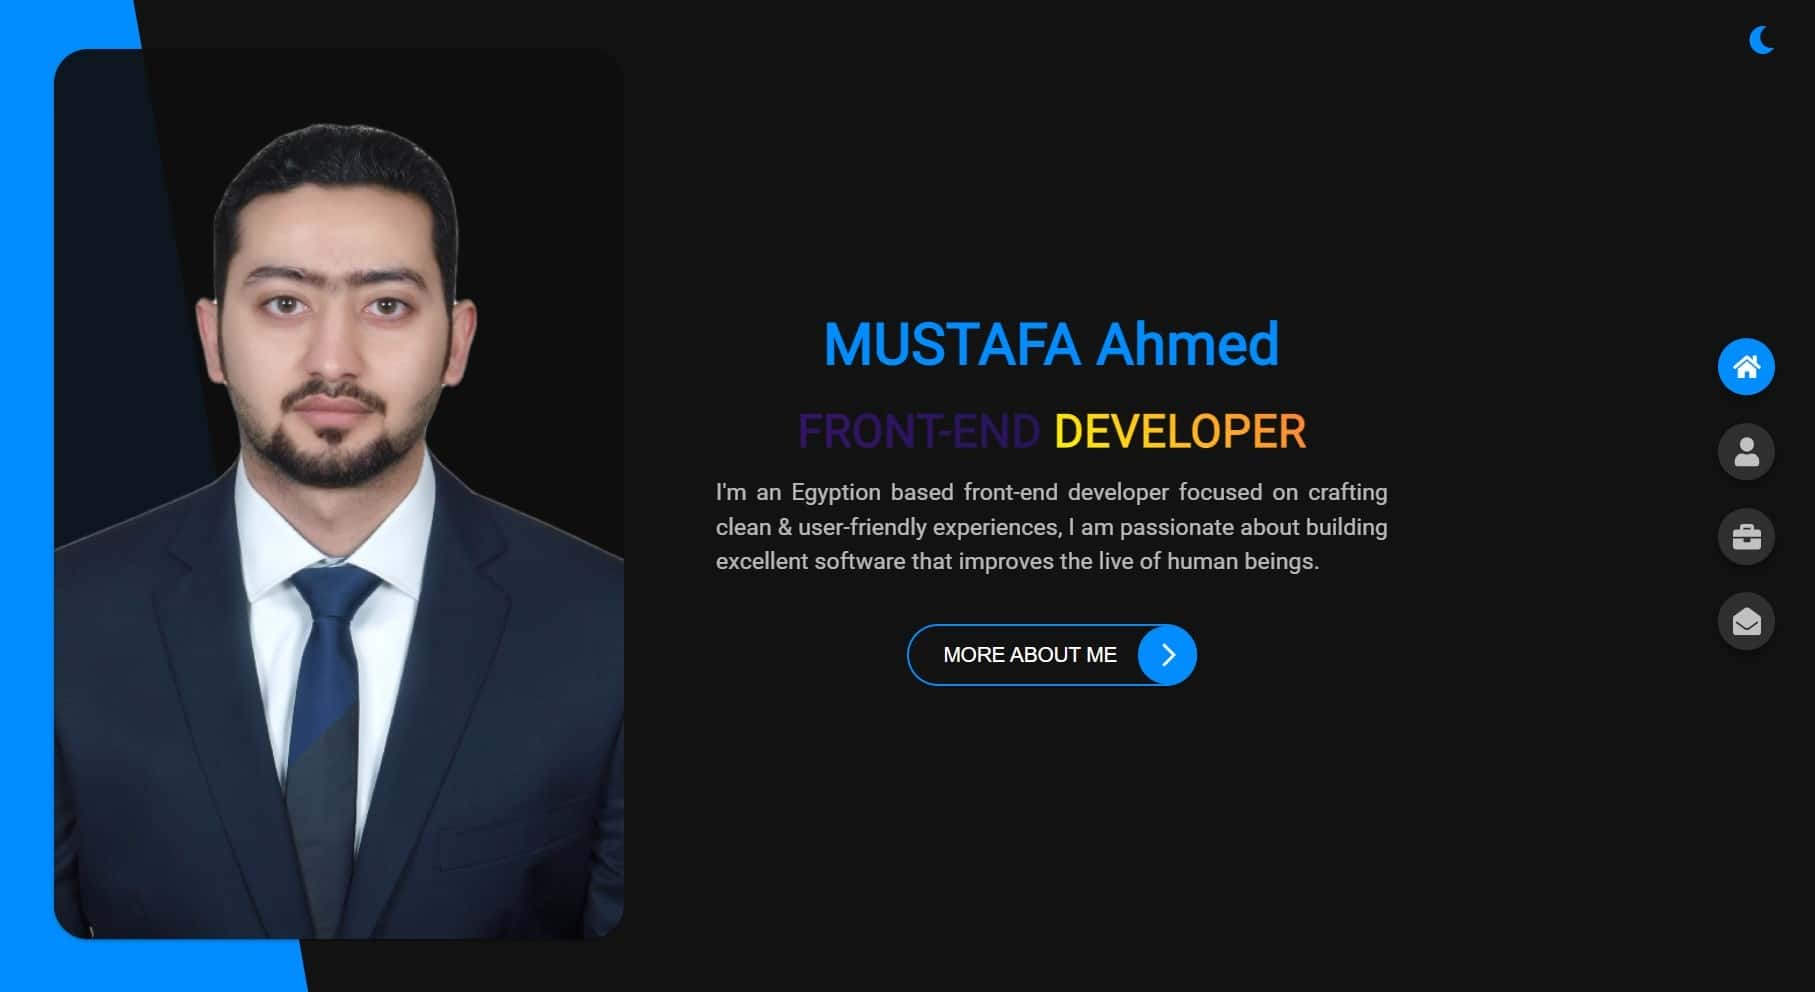 MUSTAFA Ahmed
FRONT-END DEVELOPER
I'm an Egyption based front-end developer focused on crafting
clean & user-friendly experiences, I am passionate about building
excellent software that improves the live of human beings.
MORE ABOUT ME